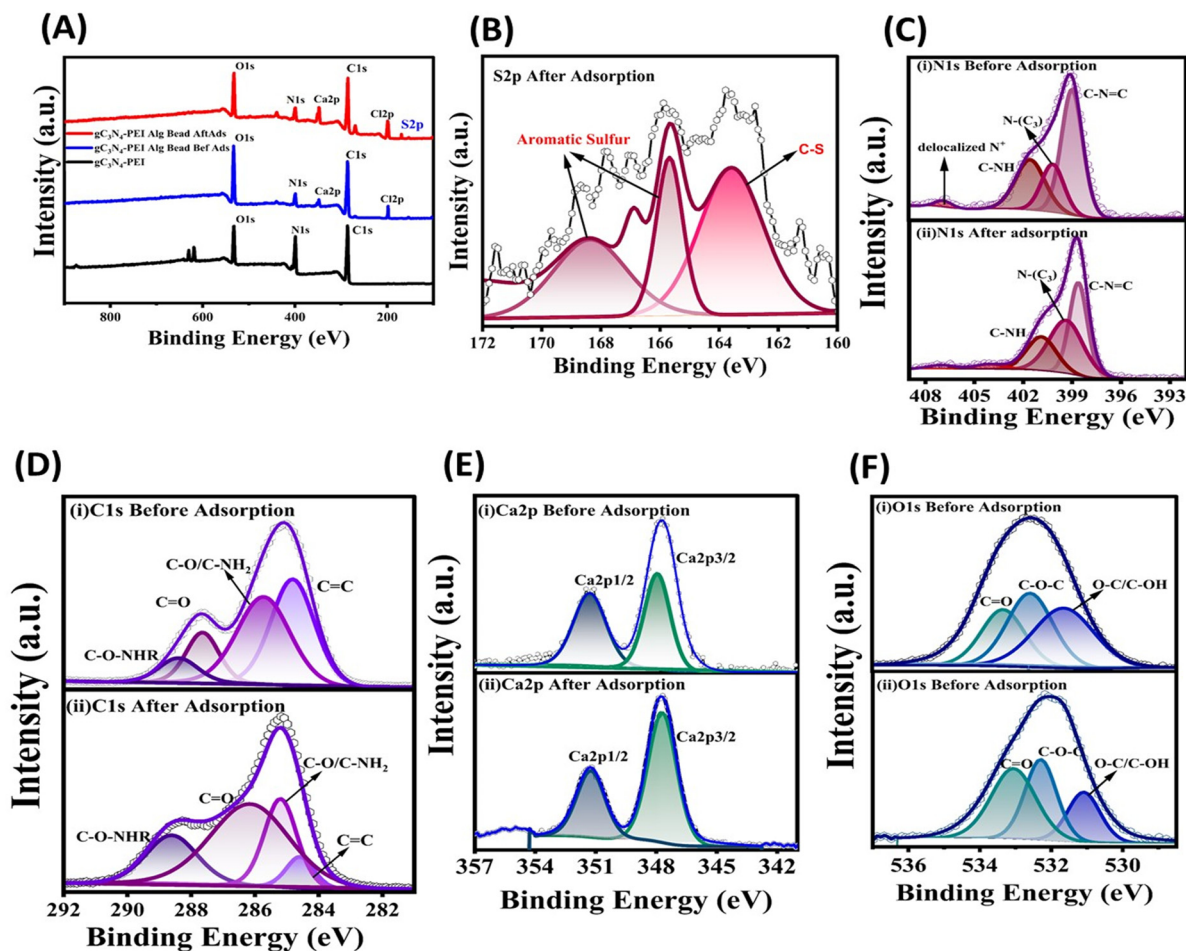 (A)
O1s
C1s
N1s
Ca2p
Cl2p
S2p
gC₃N₄-PEI Alg Bead AftAds
gC₃N₄-PEI Alg Bead Bef Ads
gC₃N₄-PEI
O1s
C1s
N1s
Ca2p
Cl2p
O1s
N1s
C1s
Intensity (a.u.)
800 600 400 200
Binding Energy (eV)
(B)
S2p After Adsorption
Aromatic Sulfur
C-S
Intensity (a.u.)
172 170 168 166 164 162 160
Binding Energy (eV)
(C)
(i)N1s Before Adsorption
C-N=C
N-(C₃)
delocalized N⁺
C-NH
(ii)N1s After adsorption
N-(C₃)
C-N=C
C-NH
Intensity (a.u.)
408 405 402 399 396 393
Binding Energy (eV)
(D)
(i)C1s Before Adsorption
C-O/C-NH₂
C=C
C=O
C-O-NHR
(ii)C1s After Adsorption
C-O/C-NH₂
C=O
C-O-NHR
C=C
Intensity (a.u.)
292 290 288 286 284 282
Binding Energy (eV)
(E)
(i)Ca2p Before Adsorption
Ca2p1/2
Ca2p3/2
(ii)Ca2p After Adsorption
Ca2p1/2
Ca2p3/2
Intensity (a.u.)
357 354 351 348 345 342
Binding Energy (eV)
(F)
(i)O1s Before Adsorption
C-O-C
O-C/C-OH
C=O
(ii)O1s Before Adsorption
C-O-C
C=O
O-C/C-OH
Intensity (a.u.)
536 534 532 530
Binding Energy (eV)